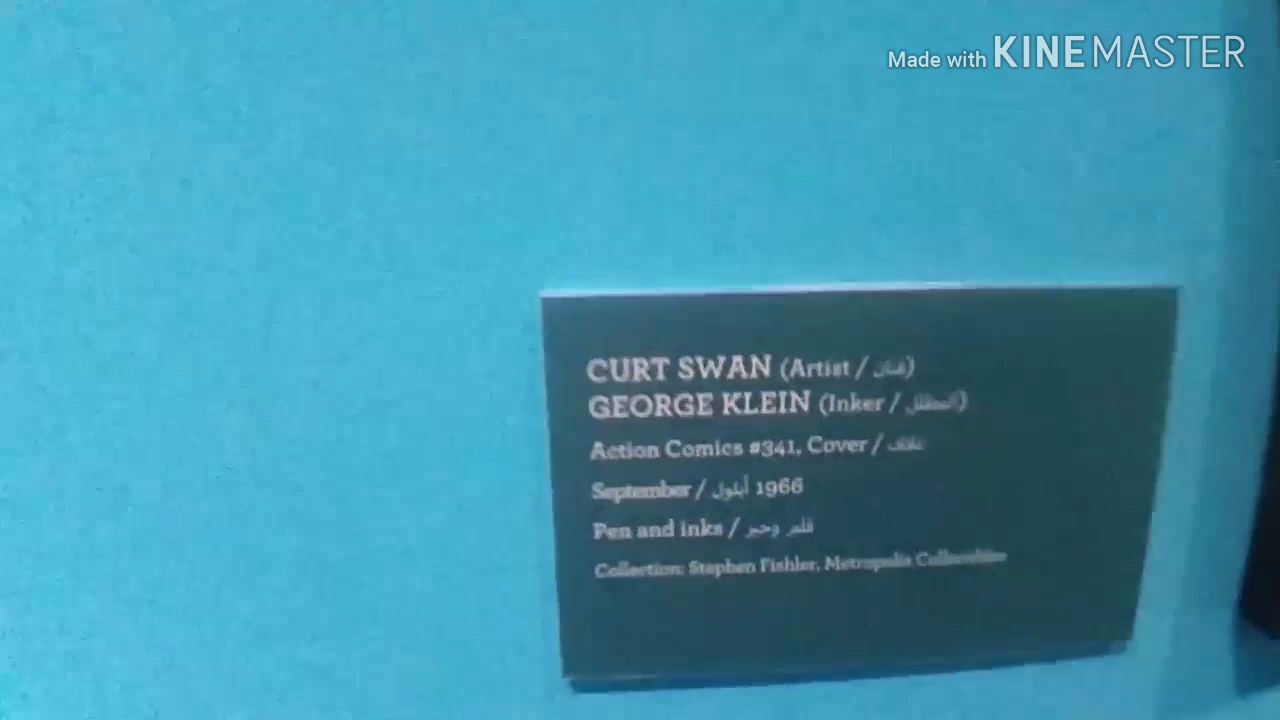 Made with KINEMASTER
CURT SWAN (Artist / فنان)
GEORGE KLEIN (Inker / المظلل)
Action Comics #341, Cover / غلاف
September / أيلول 1966
Pen and inks / قلم وحبر
Collection: Stephen Fishler, Metropolis Collectibles